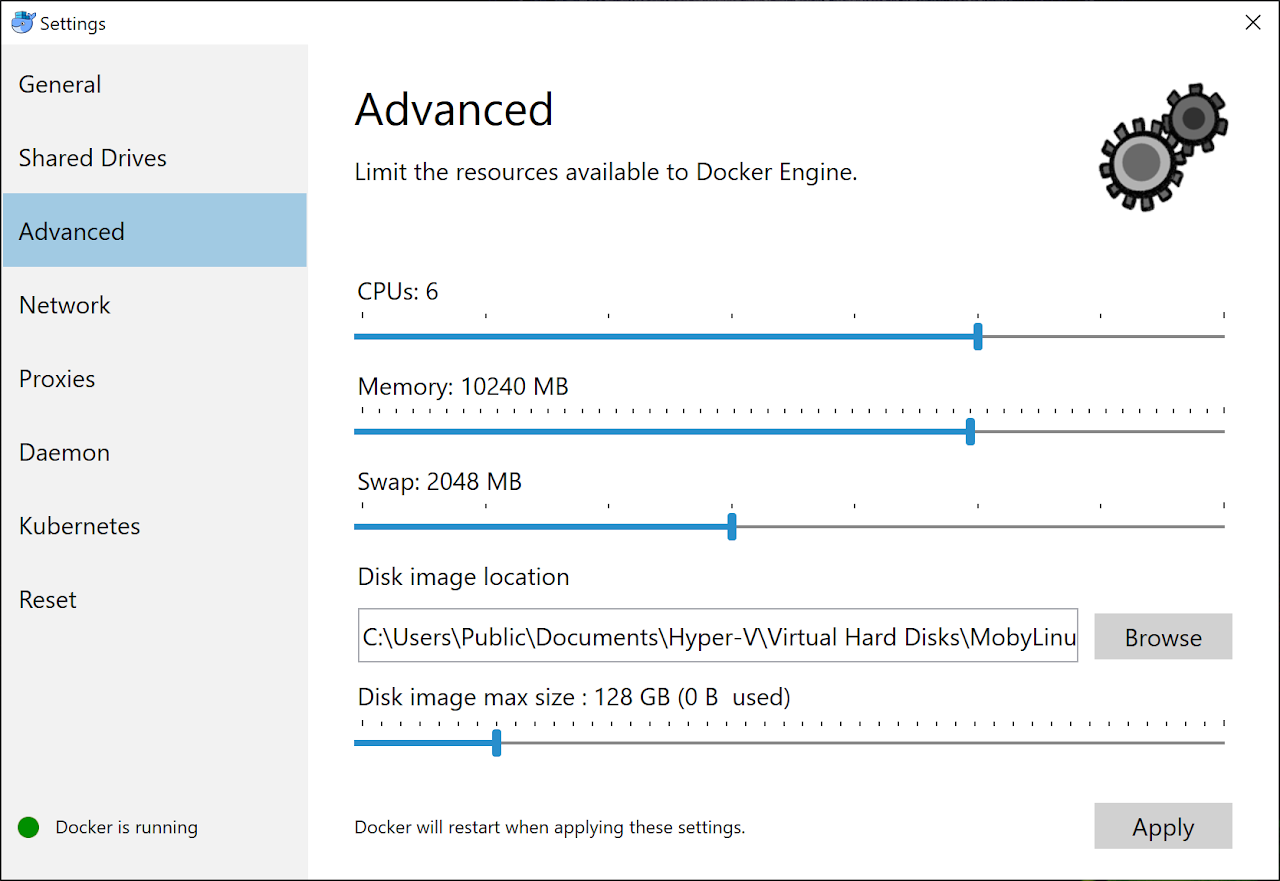 Settings
General
Shared Drives
Advanced
Network
Proxies
Daemon
Kubernetes
Reset
Docker is running
Advanced
Limit the resources available to Docker Engine.
CPUs: 6
Memory: 10240 MB
Swap: 2048 MB
Disk image location
C:\Users\Public\Documents\Hyper-V\Virtual Hard Disks\MobyLinu
Browse
Disk image max size : 128 GB (0 B  used)
Docker will restart when applying these settings.
Apply